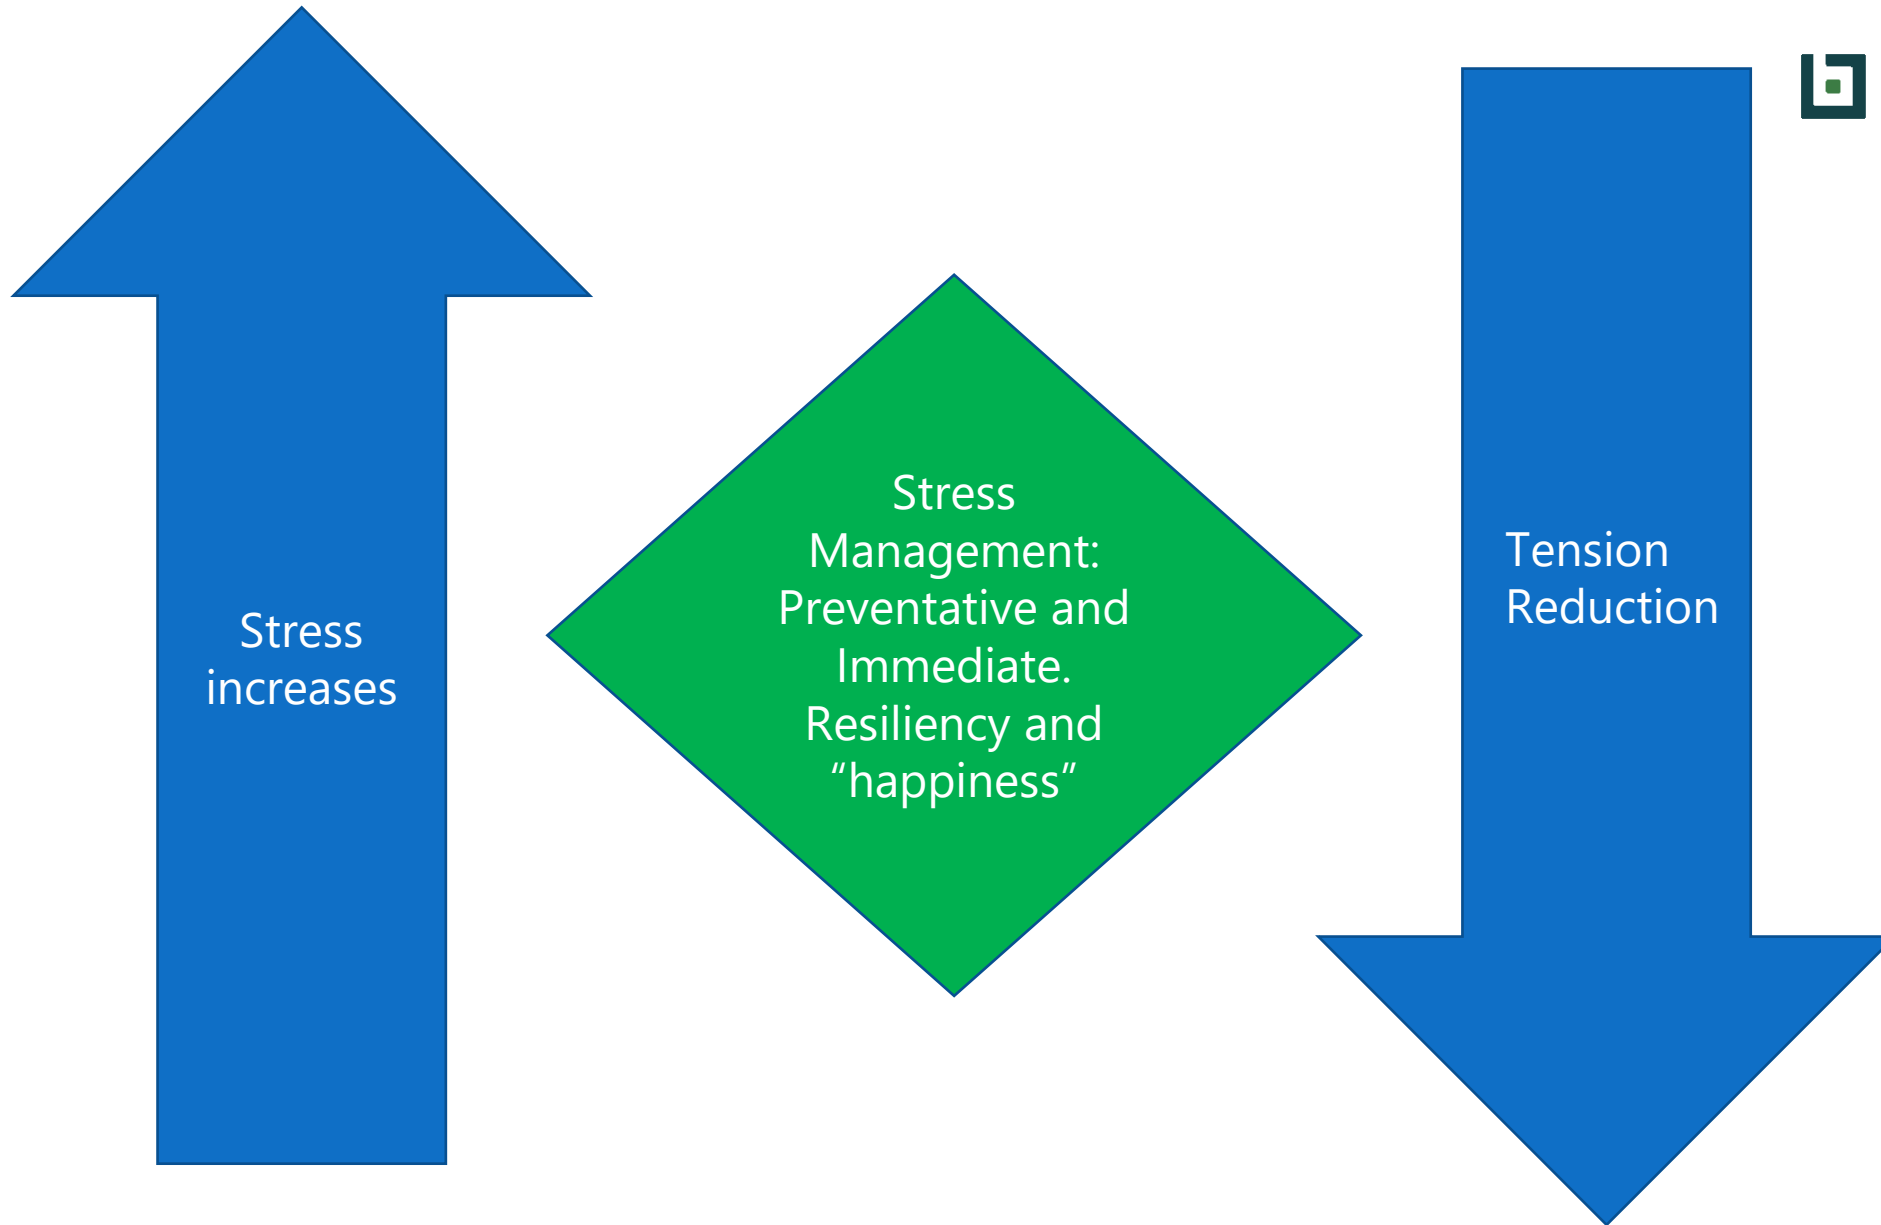 Stress
increases
Stress
Management:
Preventative and
Immediate.
Resiliency and
“happiness”
Tension
Reduction